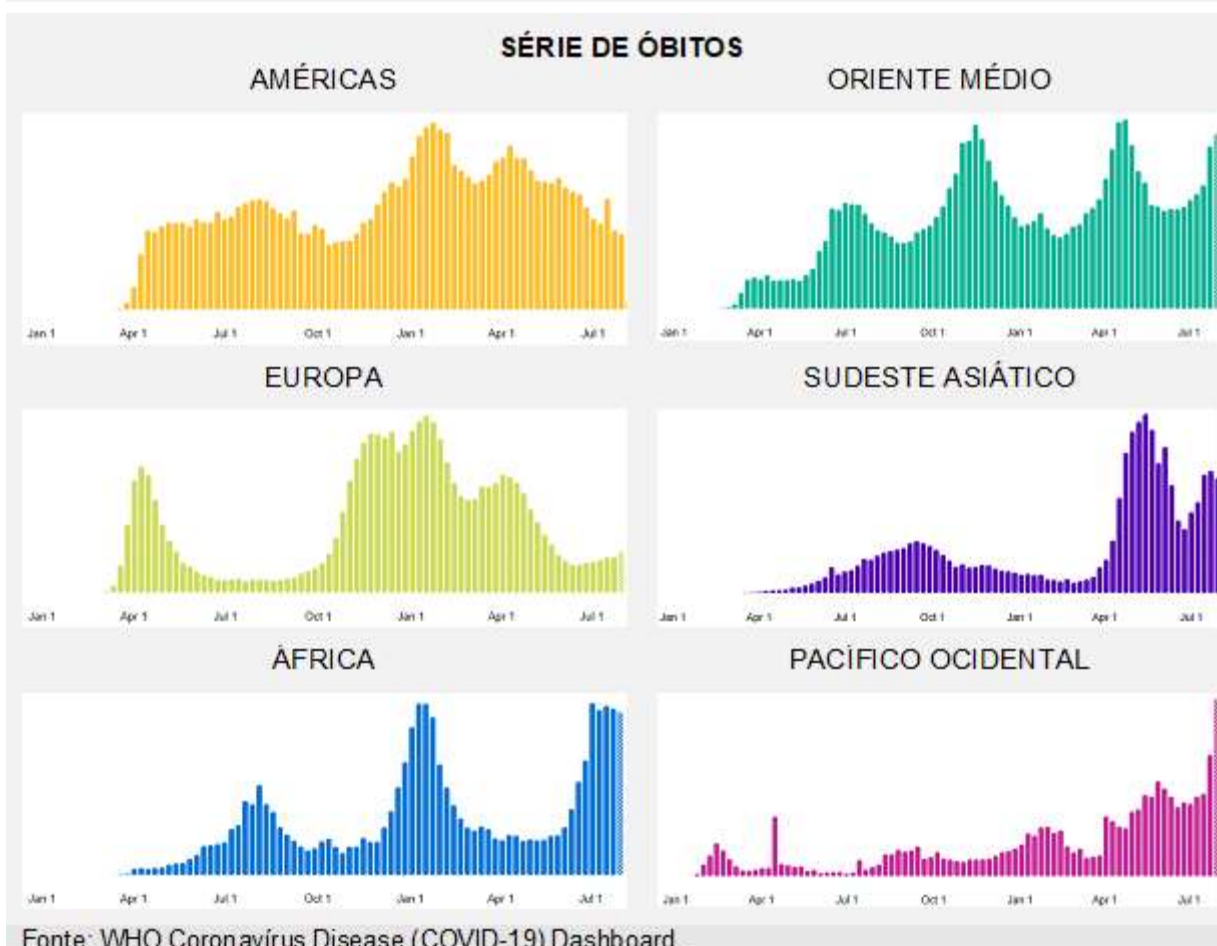 SÉRIE DE ÓBITOS
AMÉRICAS
ORIENTE MÉDIO
Jan 1 Apr 1 Jul 1 Oct 1 Jan 1 Apr 1 Jul 1
Jan 1 Apr 1 Jul 1 Oct 1 Jan 1 Apr 1 Jul 1
EUROPA
SUDESTE ASIÁTICO
Jan 1 Apr 1 Jul 1 Oct 1 Jan 1 Apr 1 Jul 1
Jan 1 Apr 1 Jul 1 Oct 1 Jan 1 Apr 1 Jul 1
ÁFRICA
PACÍFICO OCIDENTAL
Jan 1 Apr 1 Jul 1 Oct 1 Jan 1 Apr 1 Jul 1
Jan 1 Apr 1 Jul 1 Oct 1 Jan 1 Apr 1 Jul 1
Fonte: WHO Coronavírus Disease (COVID-19) Dashboard